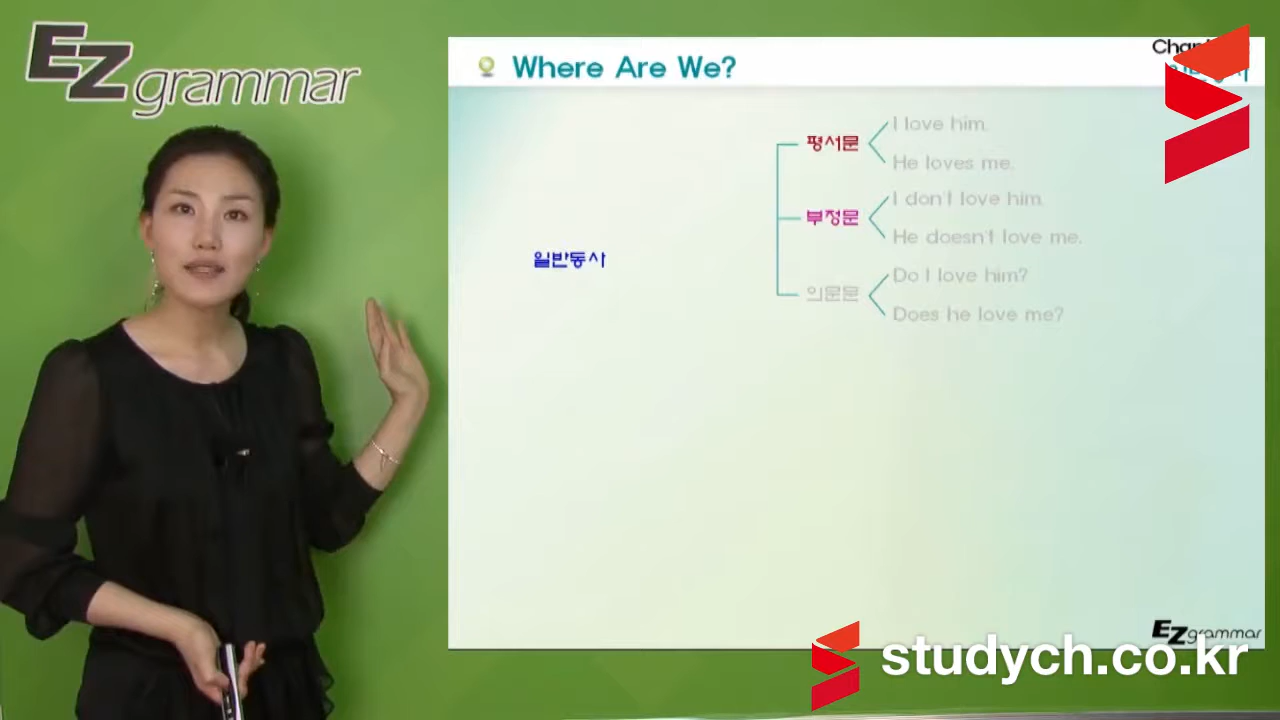 EZ grammar
Where Are We?
평서문
I love him.
He loves me.
부정문
I don't love him.
He doesn't love me.
일반동사
의문문
Do I love him?
Does he love me?
EZ grammar
studych.co.kr